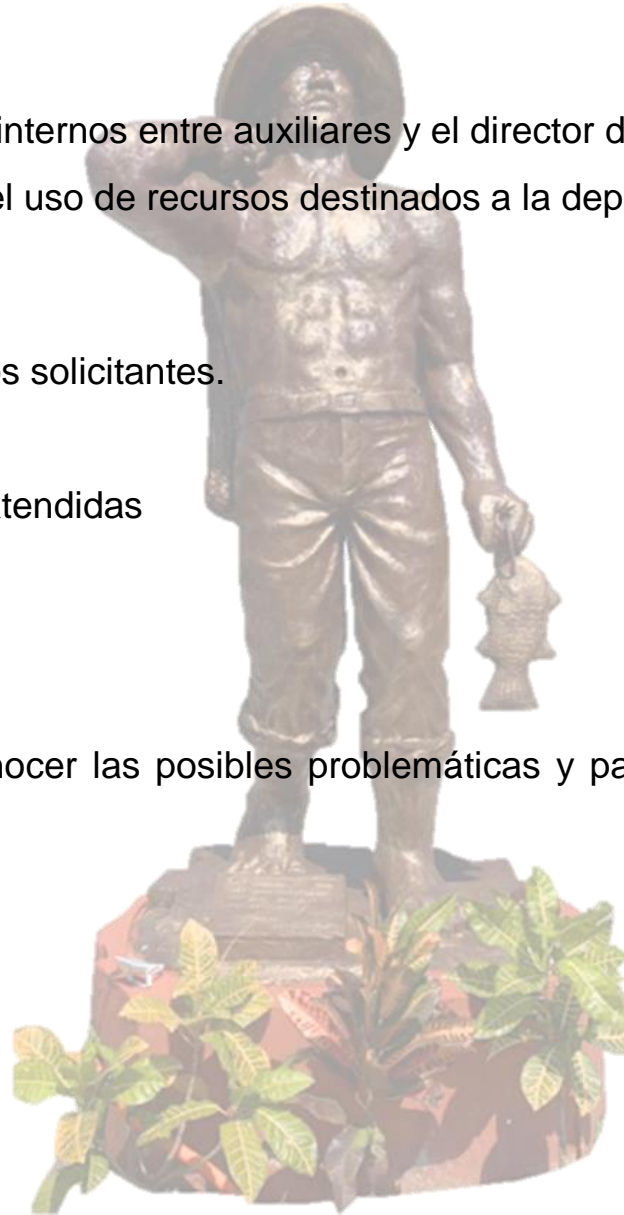 internos entre auxiliares y el director d
el uso de recursos destinados a la dep
s solicitantes.
tendidas
nocer las posibles problemáticas y pa